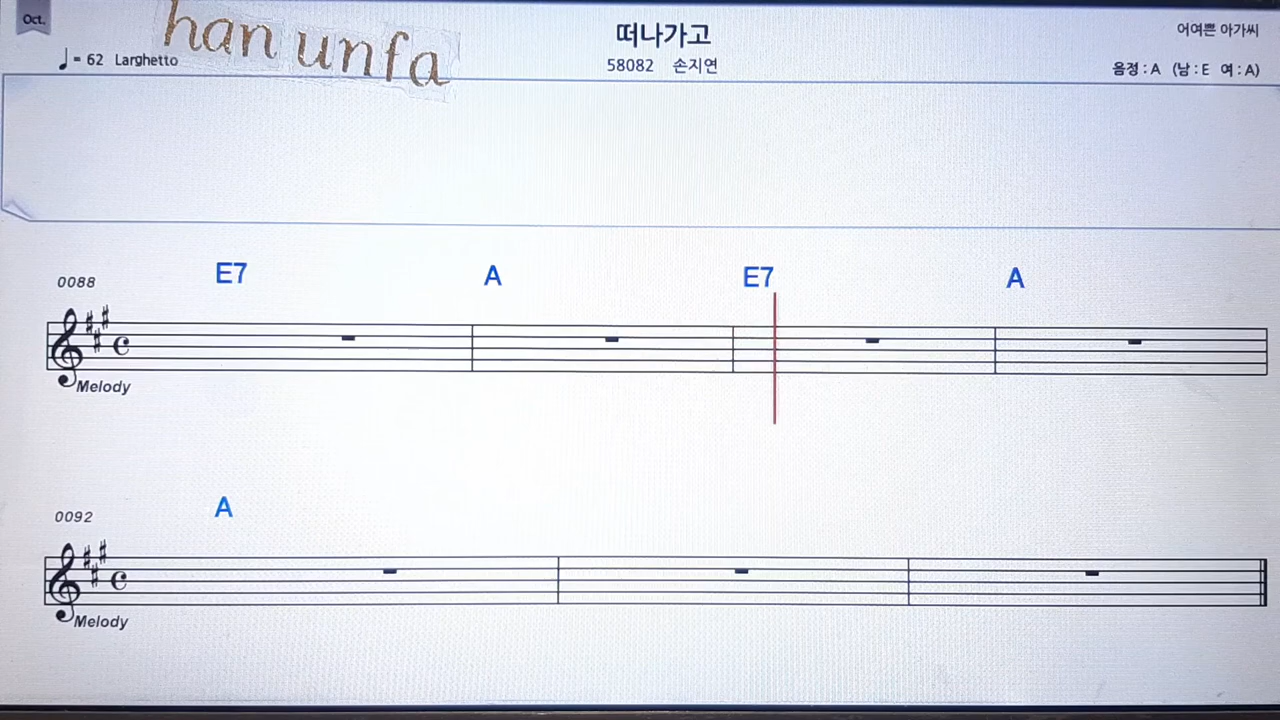 Oct.
han unfa
떠나가고
어여쁜 아가씨
♩= 62 Larghetto
58082 손지연
음정 : A (남 : E 여 : A)
E7 A E7 A
0088
Melody
A
0092
Melody